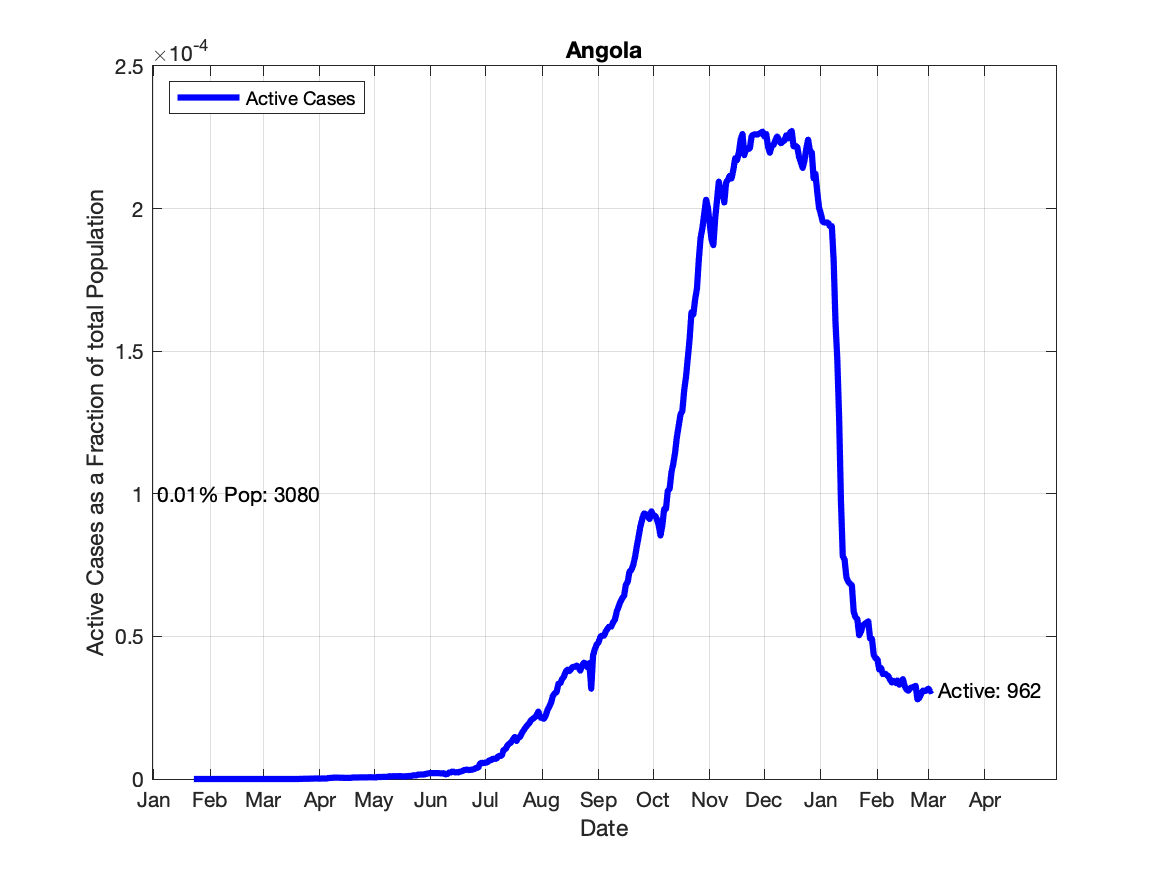 Angola
×10-4
2.5
2
1.5
1
0.5
0
Active Cases
0.01% Pop: 3080
Active: 962
Active Cases as a Fraction of total Population
Jan Feb Mar Apr May Jun Jul Aug Sep Oct Nov Dec Jan Feb Mar Apr
Date